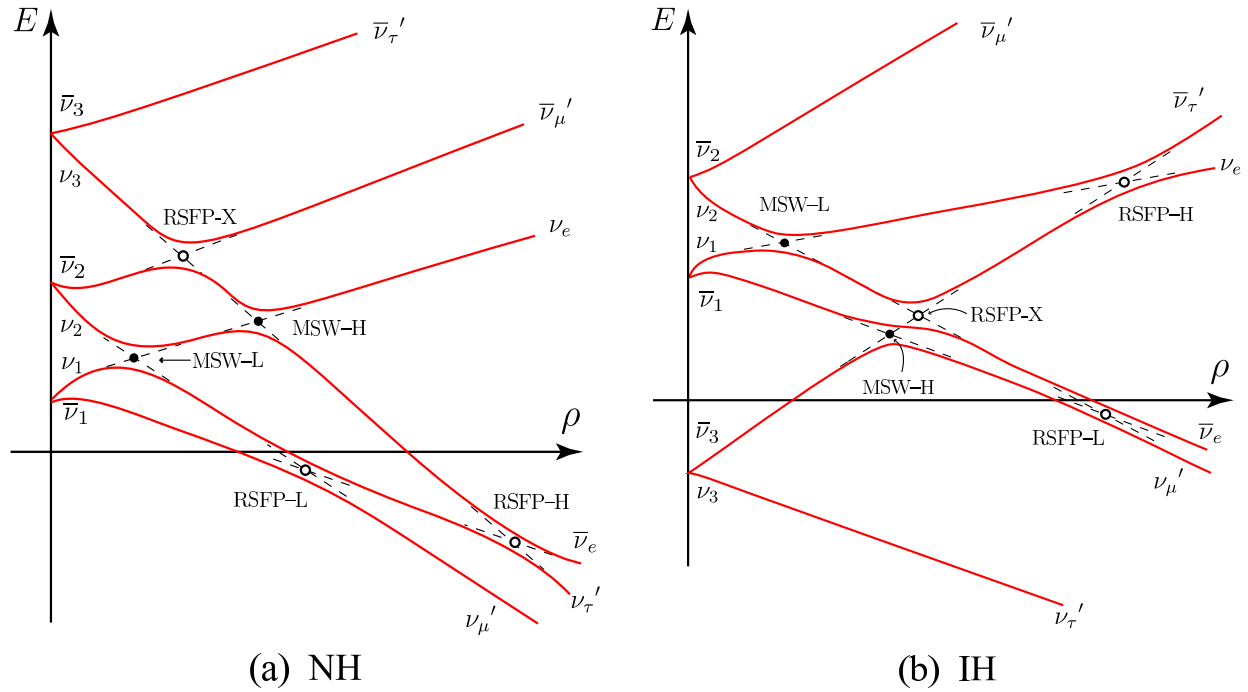 E
ν̄τ′
ν̄3
ν̄μ′
ν3
RSFP-X
νe
ν̄2
MSW–H
ν2
MSW–L
ν1
ν̄1
ρ
RSFP–L
RSFP–H
ν̄e
ντ′
νμ′
(a) NH
E
ν̄μ′
ν̄τ′
ν̄2
νe
ν2
MSW–L
RSFP–H
ν1
ν̄1
RSFP-X
MSW–H
ρ
ν̄3
RSFP–L
ν̄e
νμ′
ν3
ντ′
(b) IH